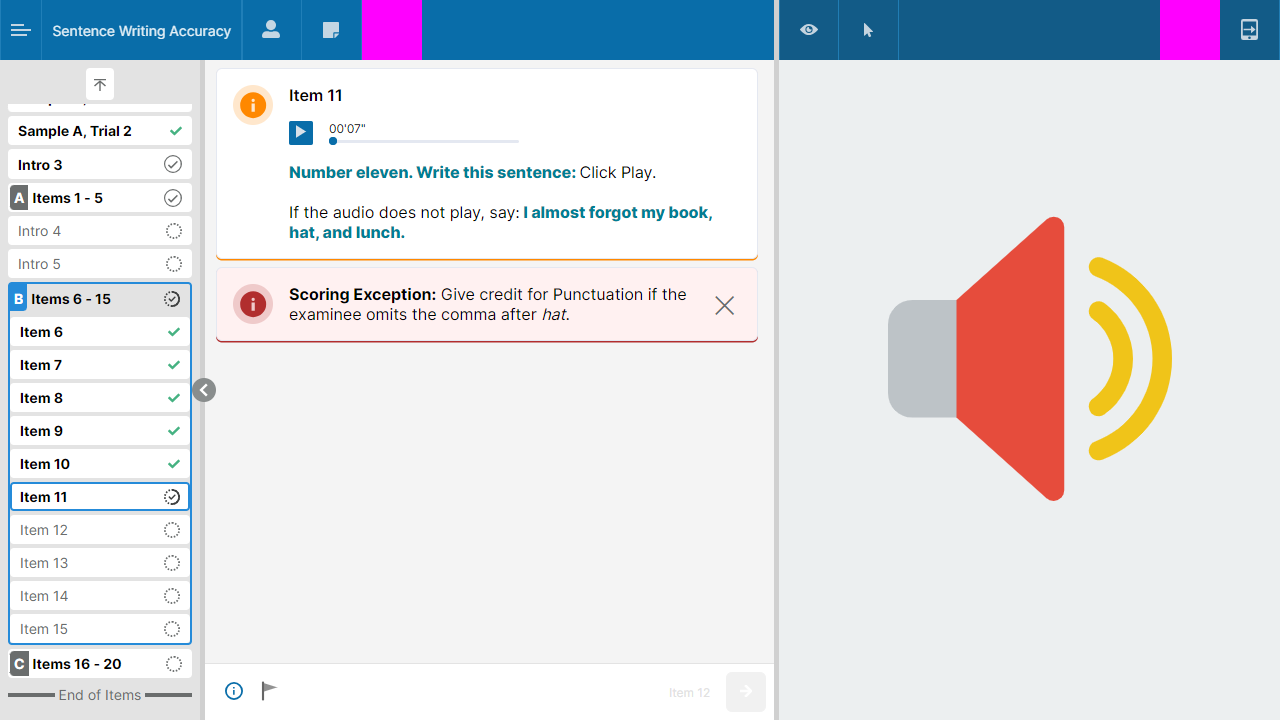 Sentence Writing Accuracy
Sample A, Trial 2
Intro 3
A Items 1 - 5
Intro 4
Intro 5
B Items 6 - 15
Item 6
Item 7
Item 8
Item 9
Item 10
Item 11
Item 12
Item 13
Item 14
Item 15
C Items 16 - 20
End of Items
Item 11
00'07"
Number eleven. Write this sentence: Click Play.
If the audio does not play, say: I almost forgot my book,
hat, and lunch.
Scoring Exception: Give credit for Punctuation if the
examinee omits the comma after hat.
Item 12